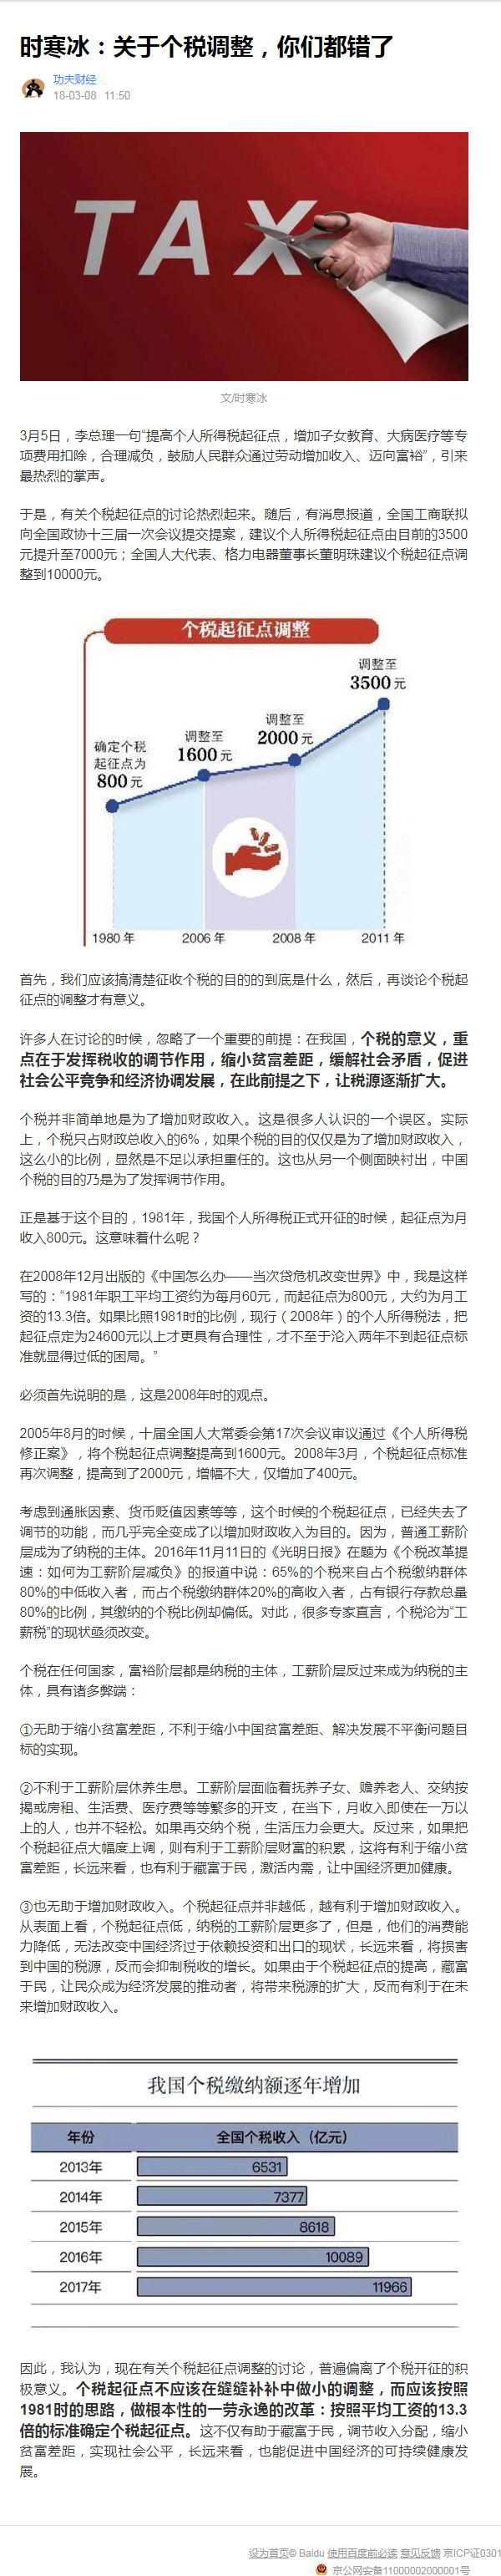 时寒冰：关于个税调整，你们都错了
功夫财经
18-03-08 11:50
TAX
文/时寒冰
3月5日，李总理一句“提高个人所得税起征点，增加子女教育、大病医疗等专
项费用扣除，合理减负，鼓励人民群众通过劳动增加收入、迈向富裕”，引来
最热烈的掌声。
于是，有关个税起征点的讨论热烈起来。随后，有消息报道，全国工商联拟
向全国政协十三届一次会议提交提案，建议个人所得税起征点由目前的3500
元提升至7000元；全国人大代表、格力电器董事长董明珠建议个税起征点调
整到10000元。
个税起征点调整
调整至
3500元
调整至
2000元
调整至
1600元
确定个税
起征点为
800元
1980年 2006年 2008年 2011年
首先，我们应该搞清楚征收个税的目的的到底是什么，然后，再谈论个税起
征点的调整才有意义。
许多人在讨论的时候，忽略了一个重要的前提：在我国，个税的意义，重
点在于发挥税收的调节作用，缩小贫富差距，缓解社会矛盾，促进
社会公平竞争和经济协调发展，在此前提之下，让税源逐渐扩大。
个税并非简单地是为了增加财政收入。这是很多人认识的一个误区。实际
上，个税只占财政总收入的6%，如果个税的目的仅仅是为了增加财政收入，
这么小的比例，显然是不足以承担重任的。这也从另一个侧面映衬出，中国
个税的目的乃是为了发挥调节作用。
正是基于这个目的，1981年，我国个人所得税正式开征的时候，起征点为月
收入800元。这意味着什么呢？
在2008年12月出版的《中国怎么办——当次贷危机改变世界》中，我是这样
写的：“1981年职工平均工资约为每月60元，而起征点为800元，大约为月工
资的13.3倍。如果比照1981时的比例，现行（2008年）的个人所得税法，把
起征点定为24600元以上才更具有合理性，才不至于沦入两年不到起征点标
准就显得过低的困局。”
必须首先说明的是，这是2008年时的观点。
2005年8月的时候，十届全国人大常委会第17次会议审议通过《个人所得税
修正案》，将个税起征点调整提高到1600元。2008年3月，个税起征点标准
再次调整，提高到了2000元，增幅不大，仅增加了400元。
考虑到通胀因素、货币贬值因素等等，这个时候的个税起征点，已经失去了
调节的功能，而几乎完全变成了以增加财政收入为目的。因为，普通工薪阶
层成为了纳税的主体。2016年11月11日的《光明日报》在题为《个税改革提
速：如何为工薪阶层减负》的报道中说：65%的个税来自占个税缴纳群体
80%的中低收入者，而占个税缴纳群体20%的高收入者，占有银行存款总量
80%的比例，其缴纳的个税比例却偏低。对此，很多专家直言，个税沦为“工
薪税”的现状亟须改变。
个税在任何国家，富裕阶层都是纳税的主体，工薪阶层反过来成为纳税的主
体，具有诸多弊端：
①无助于缩小贫富差距，不利于缩小中国贫富差距、解决发展不平衡问题目
标的实现。
②不利于工薪阶层休养生息。工薪阶层面临着抚养子女、赡养老人、交纳按
揭或房租、生活费、医疗费等等繁多的开支，在当下，月收入即使在一万以
上的人，也并不轻松。如果再交纳个税，生活压力会更大。反过来，如果把
个税起征点大幅度上调，则有利于工薪阶层财富的积累，这将有利于缩小贫
富差距，长远来看，也有利于藏富于民，激活内需，让中国经济更加健康。
③也无助于增加财政收入。个税起征点并非越低，越有利于增加财政收入。
从表面上看，个税起征点低，纳税的工薪阶层更多了，但是，他们的消费能
力降低，无法改变中国经济过于依赖投资和出口的现状，长远来看，将损害
到中国的税源，反而会抑制税收的增长。如果由于个税起征点的提高，藏富
于民，让民众成为经济发展的推动者，将带来税源的扩大，反而有利于在未
来增加财政收入。
我国个税缴纳额逐年增加
年份 全国个税收入（亿元）
2013年 6531
2014年 7377
2015年 8618
2016年 10089
2017年 11966
因此，我认为，现在有关个税起征点调整的讨论，普遍偏离了个税开征的积
极意义。个税起征点不应该在缝缝补补中做小的调整，而应该按照
1981时的思路，做根本性的一劳永逸的改革：按照平均工资的13.3
倍的标准确定个税起征点。这不仅有助于藏富于民，调节收入分配，缩小
贫富差距，实现社会公平，长远来看，也能促进中国经济的可持续健康发
展。
设为首页© Baidu 使用百度前必读 意见反馈 京ICP证0301
京公网安备11000002000001号